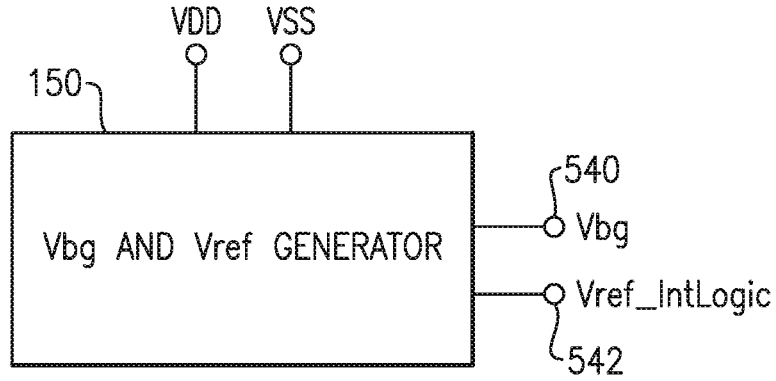 VDD VSS
150
540
Vbg AND Vref GENERATOR
Vbg
Vref_IntLogic
542